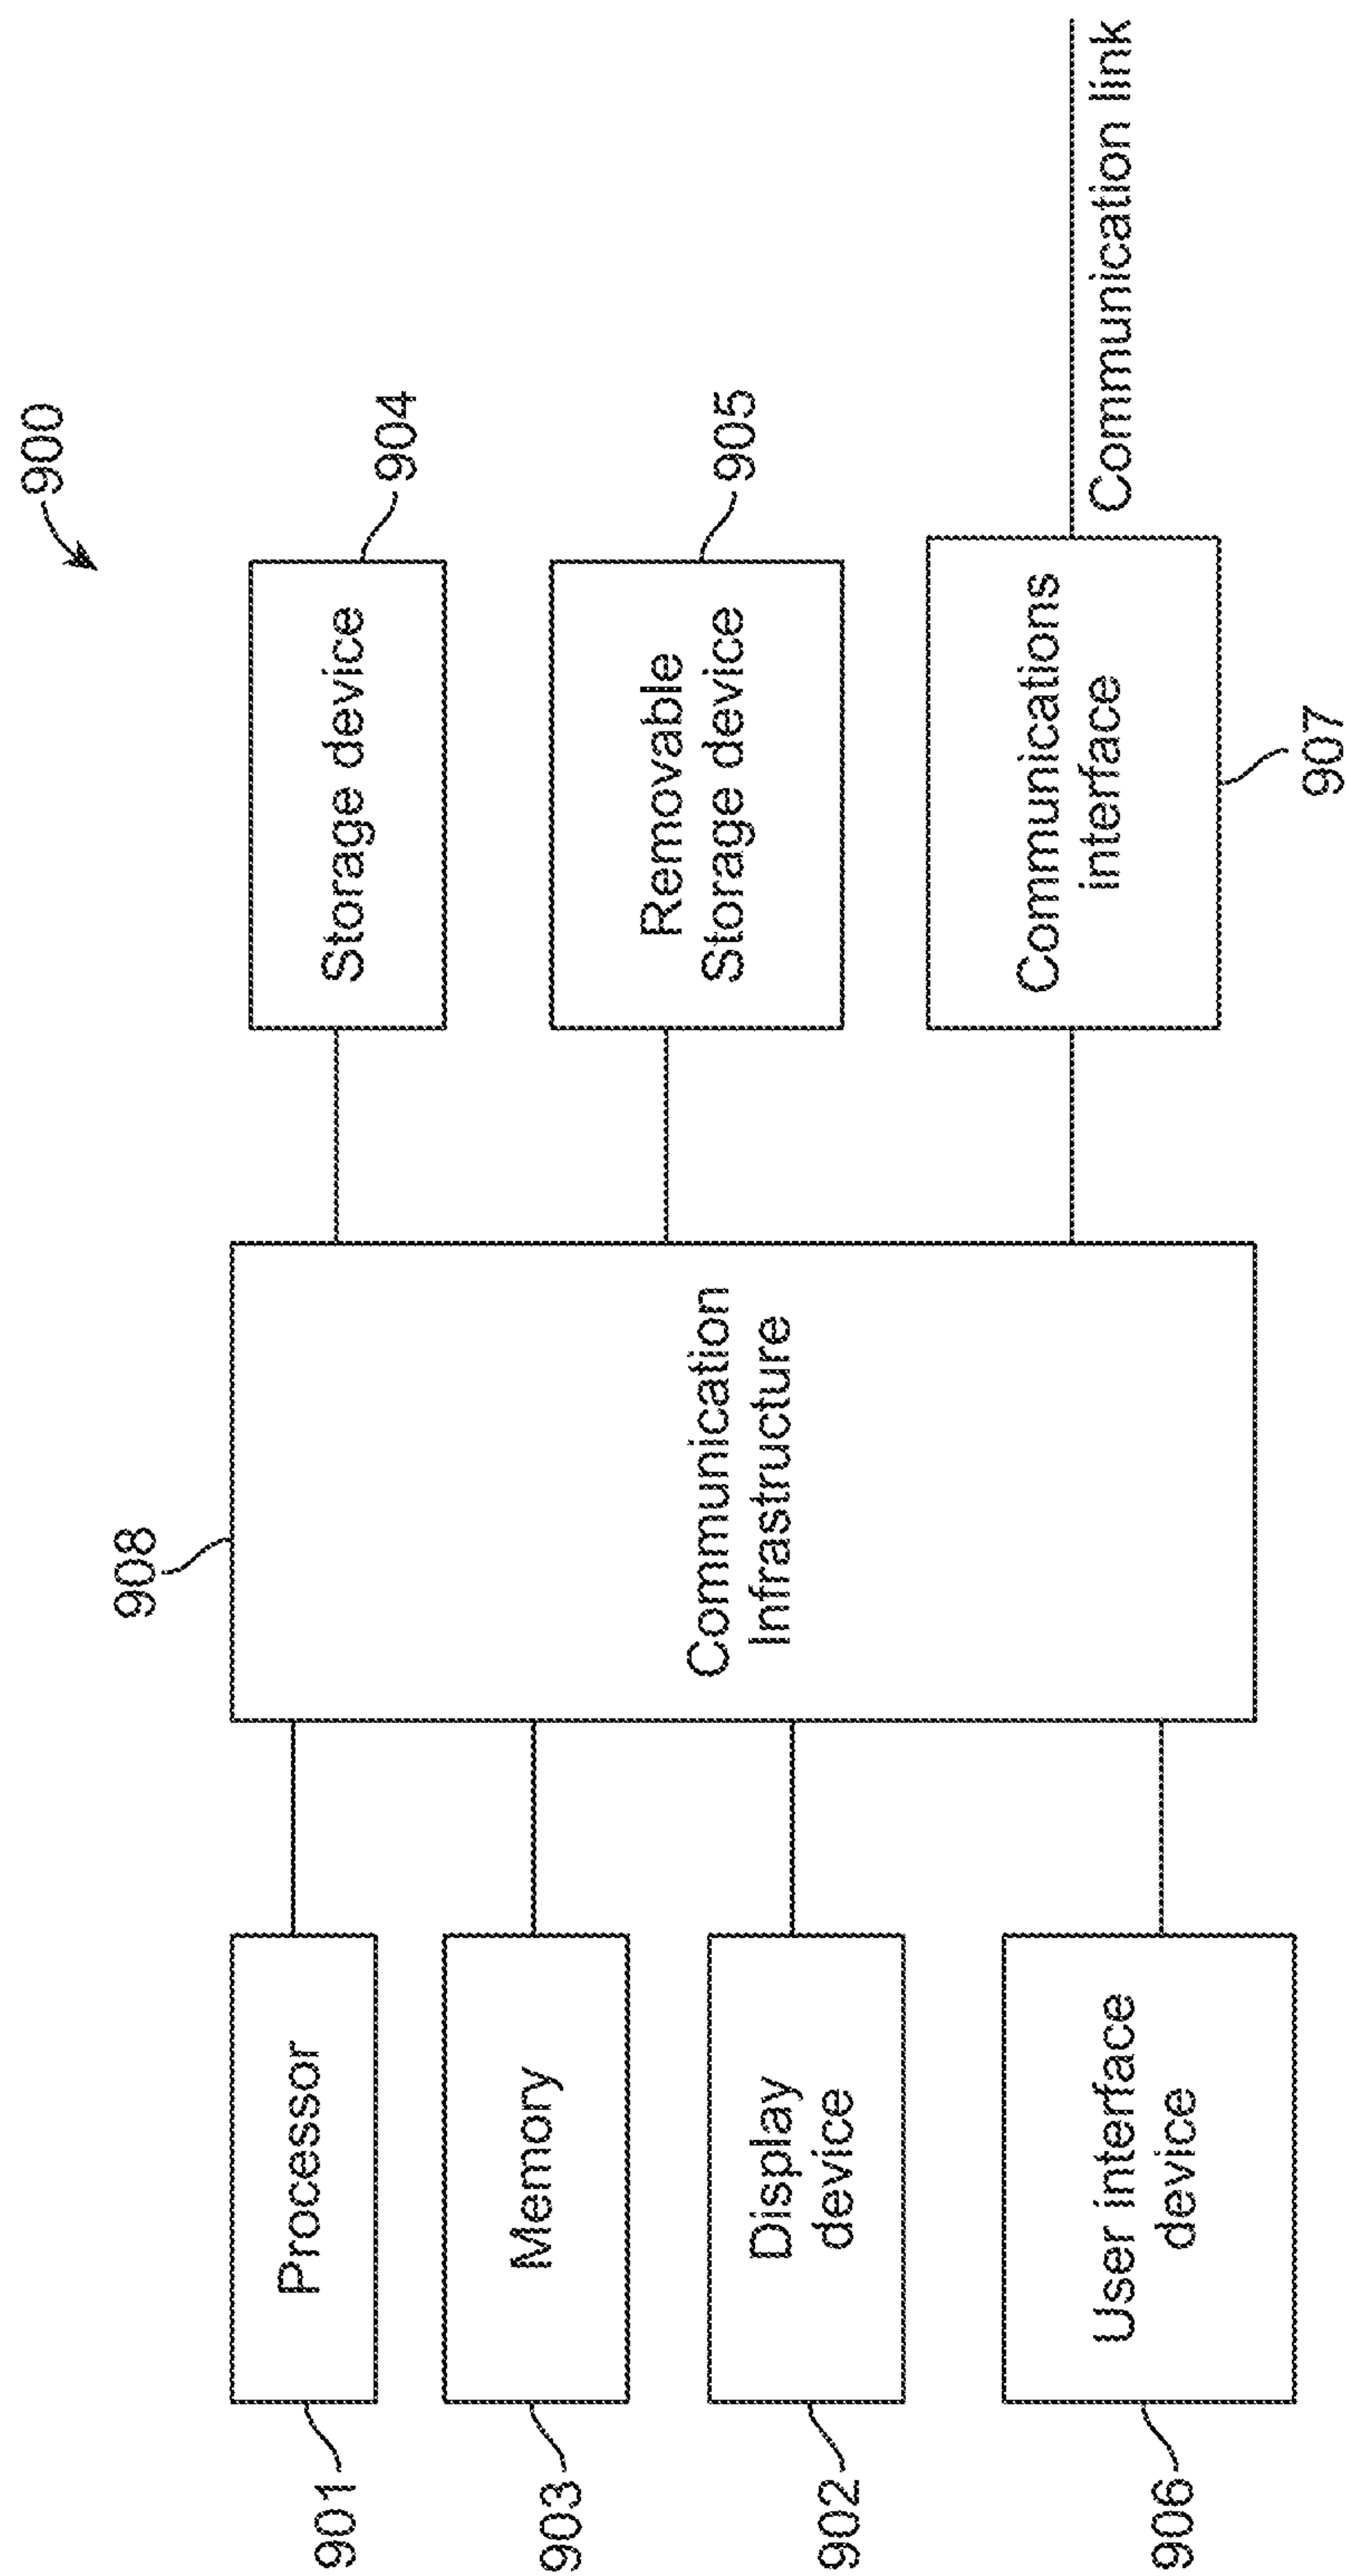 900
908
901
Processor
903
Memory
902
Display
device
906
User interface
device
Communication
Infrastructure
Storage device
904
Removable
Storage device
905
Communications
interface
907
Communication link